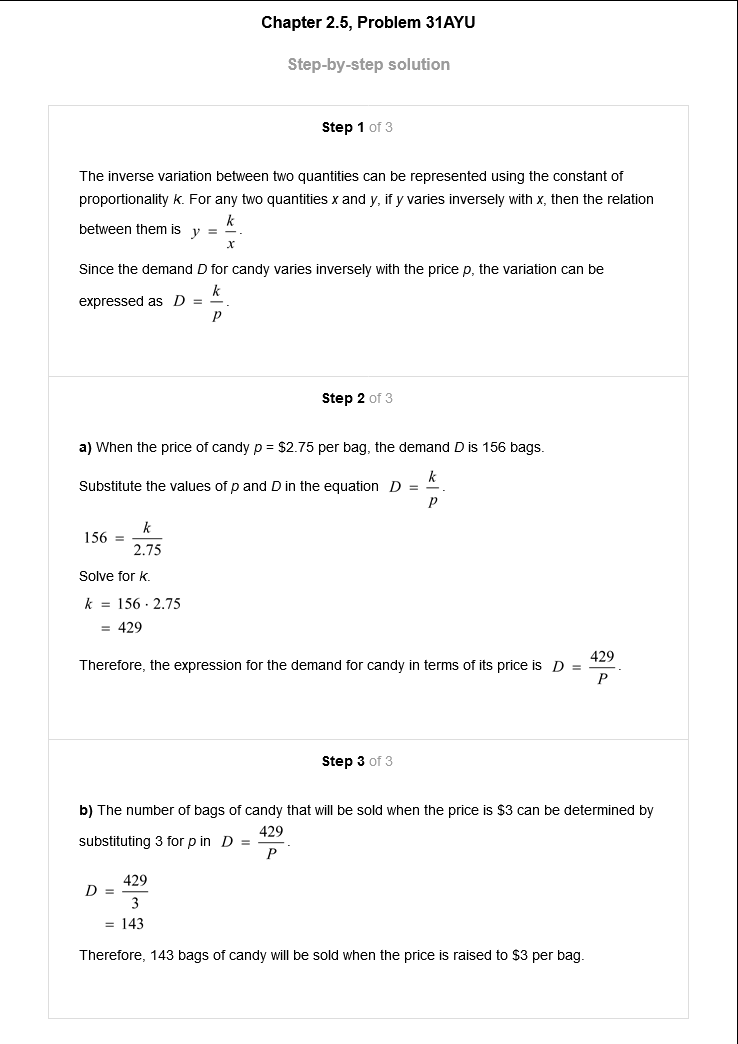 Chapter 2.5, Problem 31AYU
Step-by-step solution
Step 1 of 3
The inverse variation between two quantities can be represented using the constant of
proportionality k. For any two quantities x and y, if y varies inversely with x, then the relation
between them is y = k/x.
Since the demand D for candy varies inversely with the price p, the variation can be
expressed as D = k/p.
Step 2 of 3
a) When the price of candy p = $2.75 per bag, the demand D is 156 bags.
Substitute the values of p and D in the equation D = k/p.
156 = k/2.75
Solve for k.
k = 156 · 2.75
= 429
Therefore, the expression for the demand for candy in terms of its price is D = 429/P.
Step 3 of 3
b) The number of bags of candy that will be sold when the price is $3 can be determined by
substituting 3 for p in D = 429/P.
D = 429/3
= 143
Therefore, 143 bags of candy will be sold when the price is raised to $3 per bag.